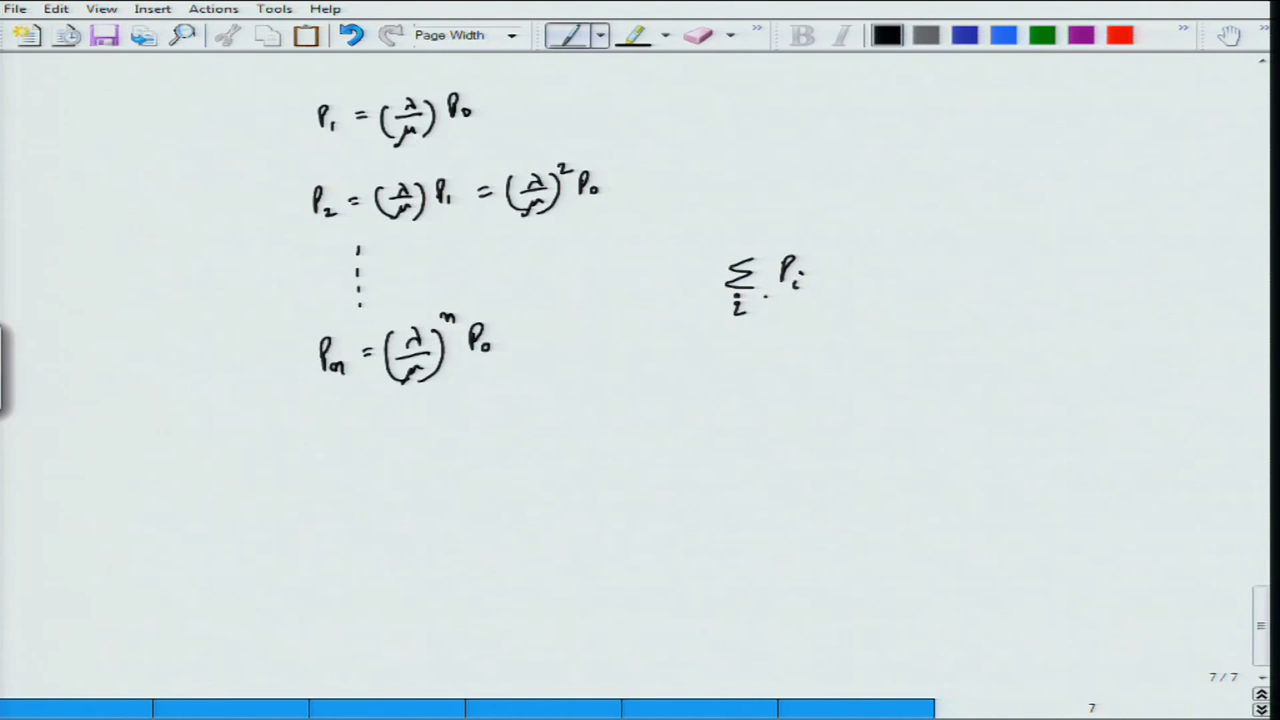 File Edit View Insert Actions Tools Help
Page Width B I
P₁ = (λ/μ) P₀
P₂ = (λ/μ) P₁ = (λ/μ)² P₀
∑ᵢ Pᵢ
Pₙ = (λ/μ)ⁿ P₀
7 / 7
7